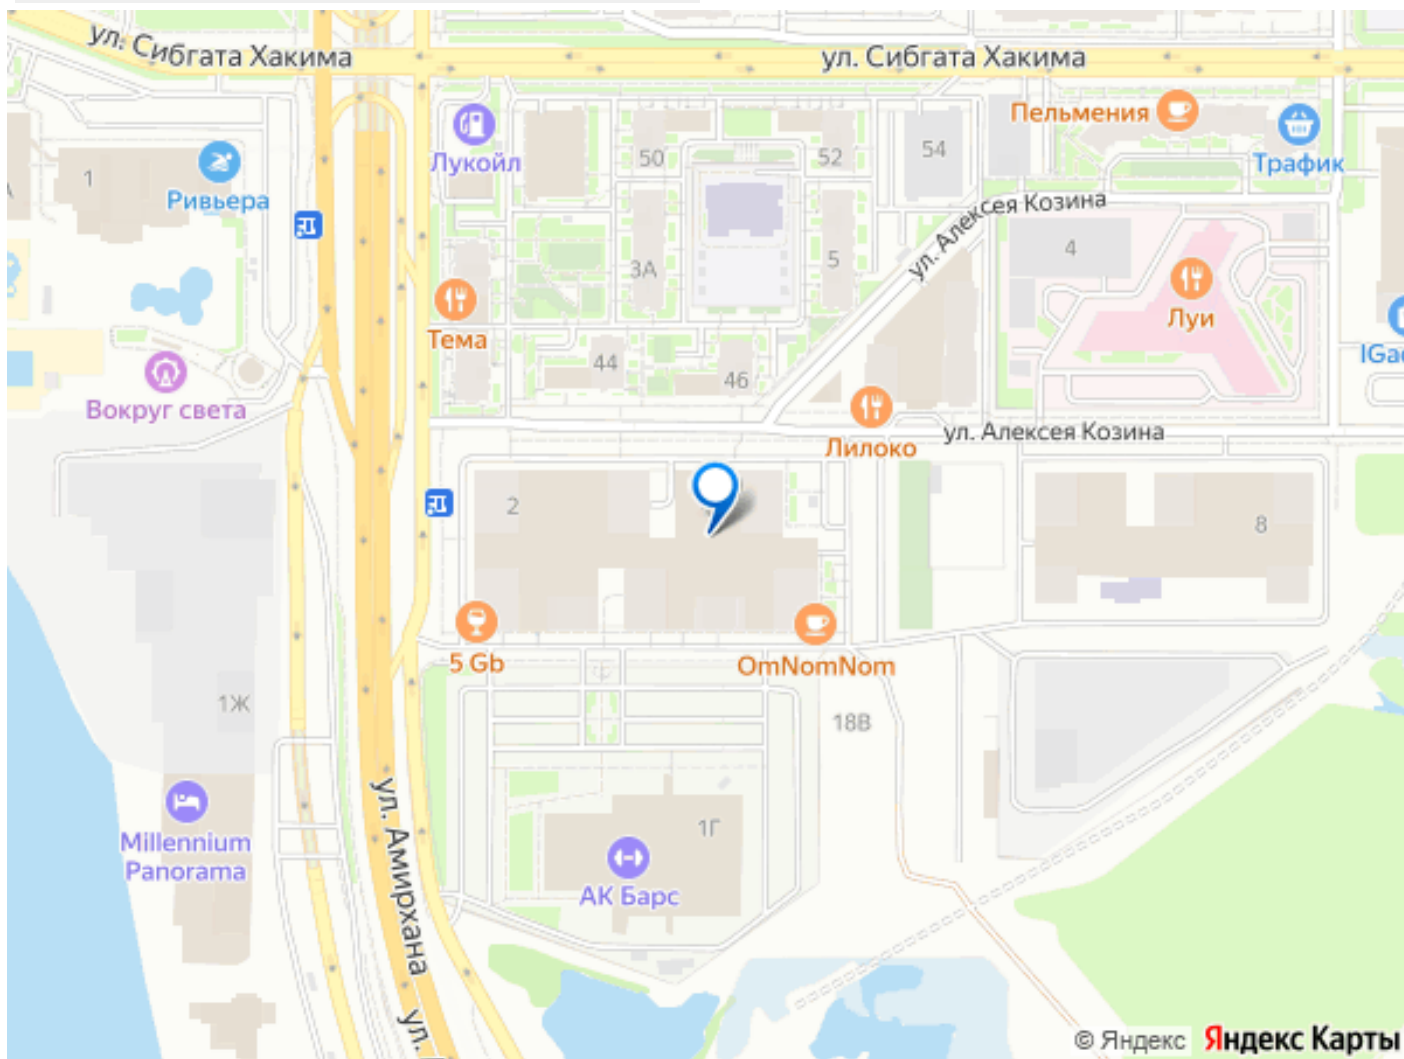 ул. Сибгата Хакима
ул. Сибгата Хакима
Пельмения
Лукойл
50
52
54
Трафик
1
Ривьера
ул. Алексея Козина
4
3А
5
Луи
Тема
44
46
IGa
Вокруг света
Лилоко
ул. Алексея Козина
2
8
5 Gb
OmNomNom
1Ж
18В
ул. Амирхана
Millennium
Panorama
1Г
АК Барс
ул.
© Яндекс Яндекс Карты